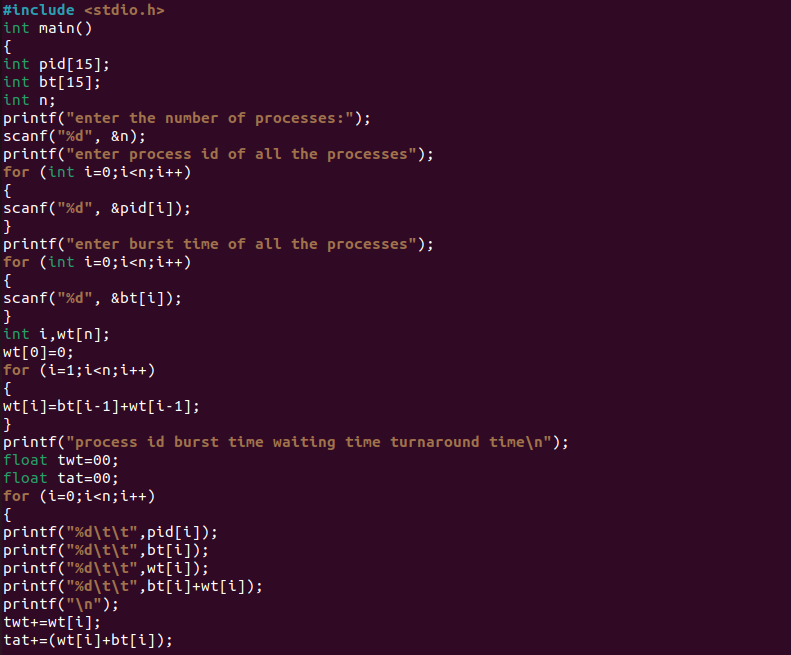 #include <stdio.h>
int main()
{
int pid[15];
int bt[15];
int n;
printf("enter the number of processes:");
scanf("%d", &n);
printf("enter process id of all the processes");
for (int i=0;i<n;i++)
{
scanf("%d", &pid[i]);
}
printf("enter burst time of all the processes");
for (int i=0;i<n;i++)
{
scanf("%d", &bt[i]);
}
int i,wt[n];
wt[0]=0;
for (i=1;i<n;i++)
{
wt[i]=bt[i-1]+wt[i-1];
}
printf("process id burst time waiting time turnaround time\n");
float twt=00;
float tat=00;
for (i=0;i<n;i++)
{
printf("%d\t\t",pid[i]);
printf("%d\t\t",bt[i]);
printf("%d\t\t",wt[i]);
printf("%d\t\t",bt[i]+wt[i]);
printf("\n");
twt+=wt[i];
tat+=(wt[i]+bt[i]);